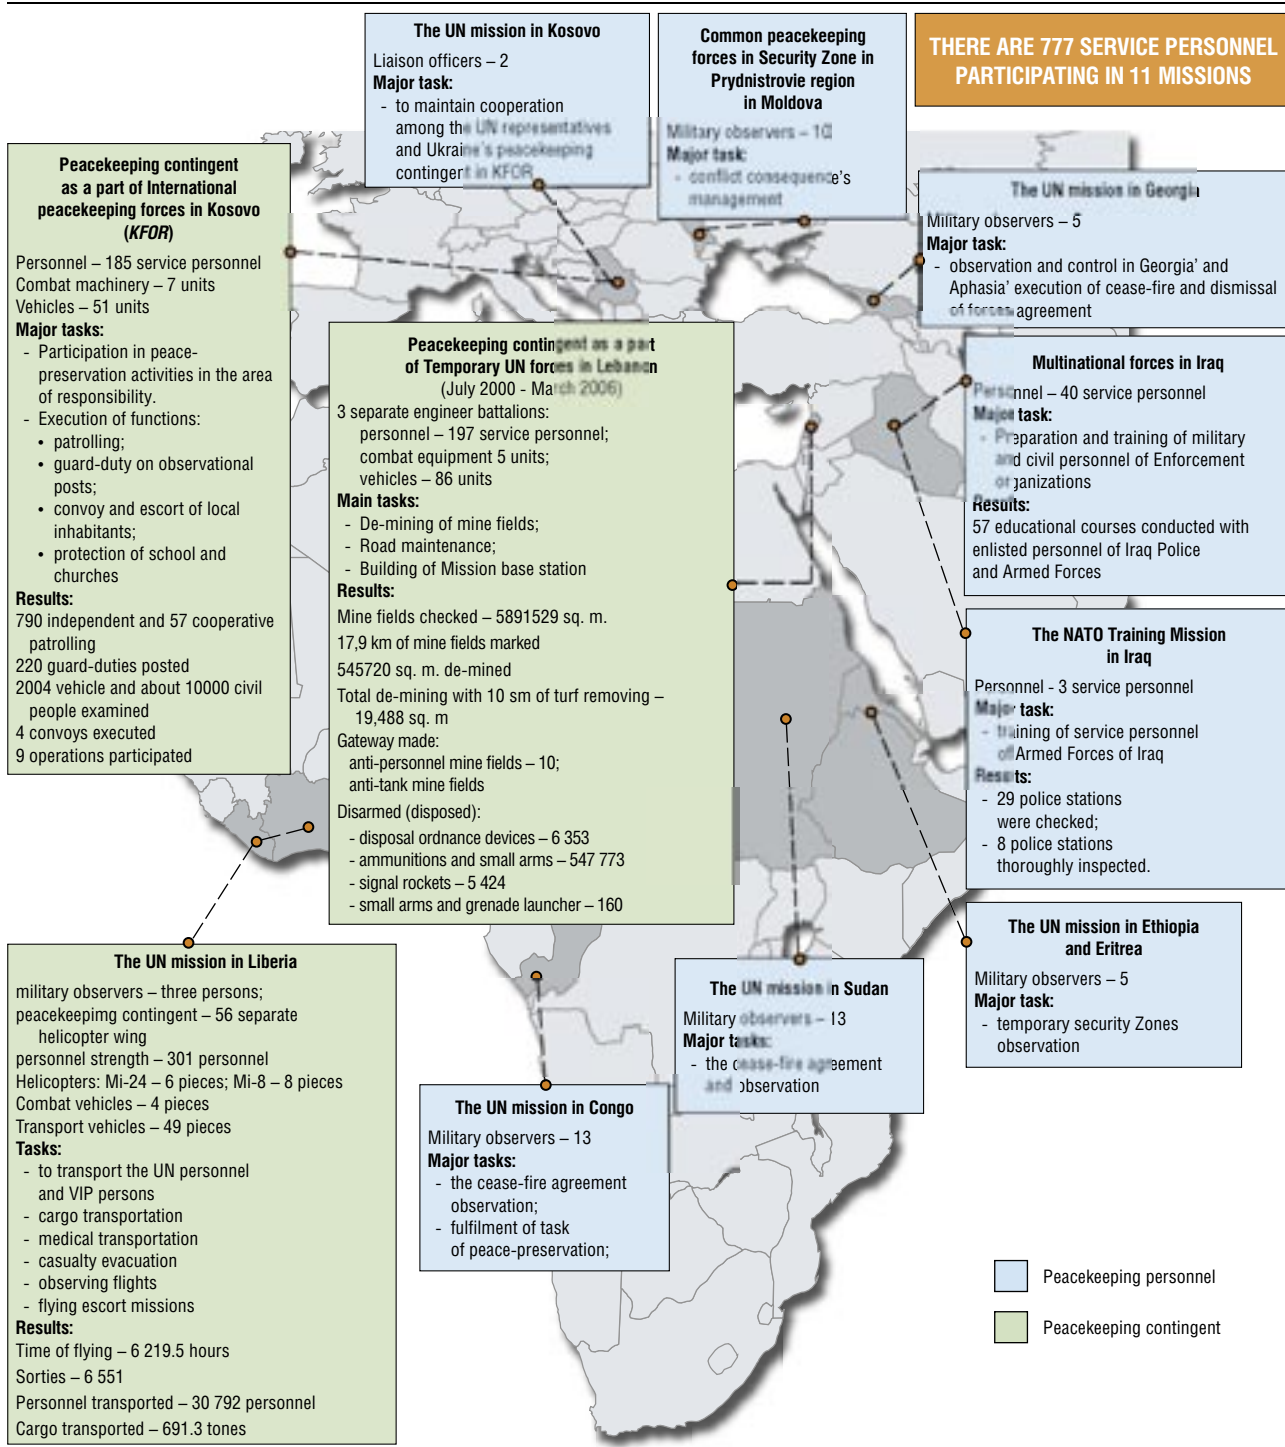 The UN mission in Kosovo
Liaison officers – 2
Major task:
- to maintain cooperation
among the UN representatives
and Ukraine's peacekeeping
contingent in KFOR
Common peacekeeping
forces in Security Zone in
Prydnistrovie region
in Moldova
Military observers – 10
Major task:
- conflict consequence's
management
THERE ARE 777 SERVICE PERSONNEL
PARTICIPATING IN 11 MISSIONS
Peacekeeping contingent
as a part of International
peacekeeping forces in Kosovo
(KFOR)
Personnel – 185 service personnel
Combat machinery – 7 units
Vehicles – 51 units
Major tasks:
- Participation in peace-
preservation activities in the area
of responsibility.
- Execution of functions:
• patrolling;
• guard-duty on observational
posts;
• convoy and escort of local
inhabitants;
• protection of school and
churches
Results:
790 independent and 57 cooperative
patrolling
220 guard-duties posted
2004 vehicle and about 10000 civil
people examined
4 convoys executed
9 operations participated
The UN mission in Georgia
Military observers – 5
Major task:
- observation and control in Georgia' and
Aphasia' execution of cease-fire and dismissal
of forces agreement
Peacekeeping contingent as a part
of Temporary UN forces in Lebanon
(July 2000 - March 2006)
3 separate engineer battalions:
personnel – 197 service personnel;
combat equipment 5 units;
vehicles – 86 units
Main tasks:
- De-mining of mine fields;
- Road maintenance;
- Building of Mission base station
Results:
Mine fields checked – 5891529 sq. m.
17,9 km of mine fields marked
545720 sq. m. de-mined
Total de-mining with 10 sm of turf removing –
19,488 sq. m
Gateway made:
anti-personnel mine fields – 10;
anti-tank mine fields
Disarmed (disposed):
- disposal ordnance devices – 6 353
- ammunitions and small arms – 547 773
- signal rockets – 5 424
- small arms and grenade launcher – 160
Multinational forces in Iraq
Personnel – 40 service personnel
Major task:
- Preparation and training of military
and civil personnel of Enforcement
organizations
Results:
57 educational courses conducted with
enlisted personnel of Iraq Police
and Armed Forces
The NATO Training Mission
in Iraq
Personnel - 3 service personnel
Major task:
- training of service personnel
of Armed Forces of Iraq
Results:
- 29 police stations
were checked;
- 8 police stations
thoroughly inspected.
The UN mission in Ethiopia
and Eritrea
Military observers – 5
Major task:
- temporary security Zones
observation
The UN mission in Liberia
military observers – three persons;
peacekeepimg contingent – 56 separate
helicopter wing
personnel strength – 301 personnel
Helicopters: Mi-24 – 6 pieces; Mi-8 – 8 pieces
Combat vehicles – 4 pieces
Transport vehicles – 49 pieces
Tasks:
- to transport the UN personnel
and VIP persons
- cargo transportation
- medical transportation
- casualty evacuation
- observing flights
- flying escort missions
Results:
Time of flying – 6 219.5 hours
Sorties – 6 551
Personnel transported – 30 792 personnel
Cargo transported – 691.3 tones
The UN mission in Sudan
Military observers – 13
Major tasks:
- the cease-fire agreement
and observation
The UN mission in Congo
Military observers – 13
Major tasks:
- the cease-fire agreement
observation;
- fulfilment of task
of peace-preservation;
Peacekeeping personnel
Peacekeeping contingent